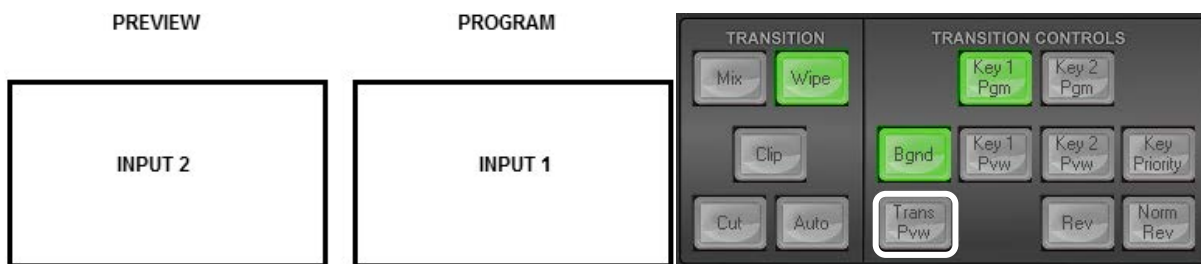 PREVIEW
PROGRAM
INPUT 2
INPUT 1
TRANSITION
Mix
Wipe
Clip
Cut
Auto
TRANSITION CONTROLS
Key 1
Pgm
Key 2
Pgm
Bgnd
Key 1
Pvw
Key 2
Pvw
Key
Priority
Trans
Pvw
Rev
Norm
Rev